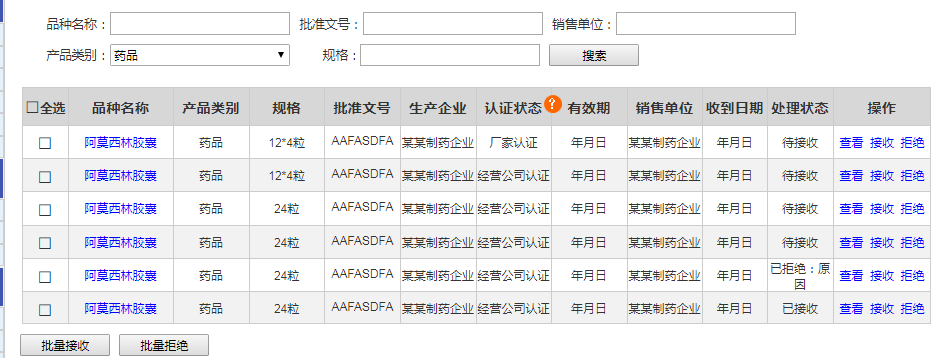 品种名称： 批准文号： 销售单位：
产品类别： 药品 规格： 搜索
全选 品种名称 产品类别 规格 批准文号 生产企业 认证状态 ? 有效期 销售单位 收到日期 处理状态 操作
阿莫西林胶囊 药品 12*4粒 AAFASDFA 某某制药企业 厂家认证 年月日 某某制药企业 年月日 待接收 查看 接收 拒绝
阿莫西林胶囊 药品 12*4粒 AAFASDFA 某某制药企业 经营公司认证 年月日 某某制药企业 年月日 待接收 查看 接收 拒绝
阿莫西林胶囊 药品 24粒 AAFASDFA 某某制药企业 经营公司认证 年月日 某某制药企业 年月日 待接收 查看 接收 拒绝
阿莫西林胶囊 药品 24粒 AAFASDFA 某某制药企业 经营公司认证 年月日 某某制药企业 年月日 待接收 查看 接收 拒绝
阿莫西林胶囊 药品 24粒 AAFASDFA 某某制药企业 经营公司认证 年月日 某某制药企业 年月日 已拒绝：原因 查看 接收 拒绝
阿莫西林胶囊 药品 24粒 AAFASDFA 某某制药企业 经营公司认证 年月日 某某制药企业 年月日 已接收 查看 接收 拒绝
批量接收 批量拒绝